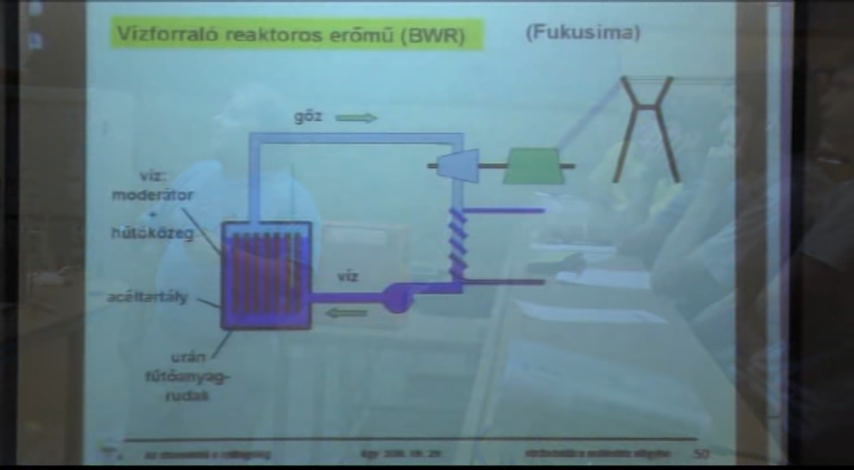 Vízforraló reaktoros erőmű (BWR)
(Fukusima)
gőz
víz:
moderátor
+
hűtőközeg
víz
acéltartály
urán
fűtőanyag-
rudak
50